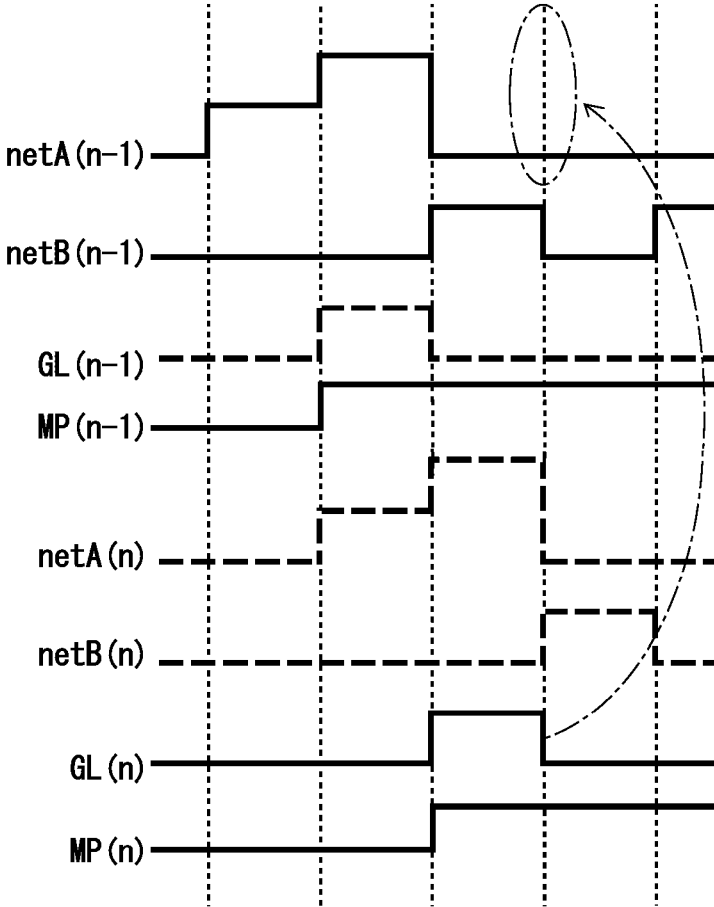 netA(n-1)
netB(n-1)
GL(n-1)
MP(n-1)
netA(n)
netB(n)
GL(n)
MP(n)